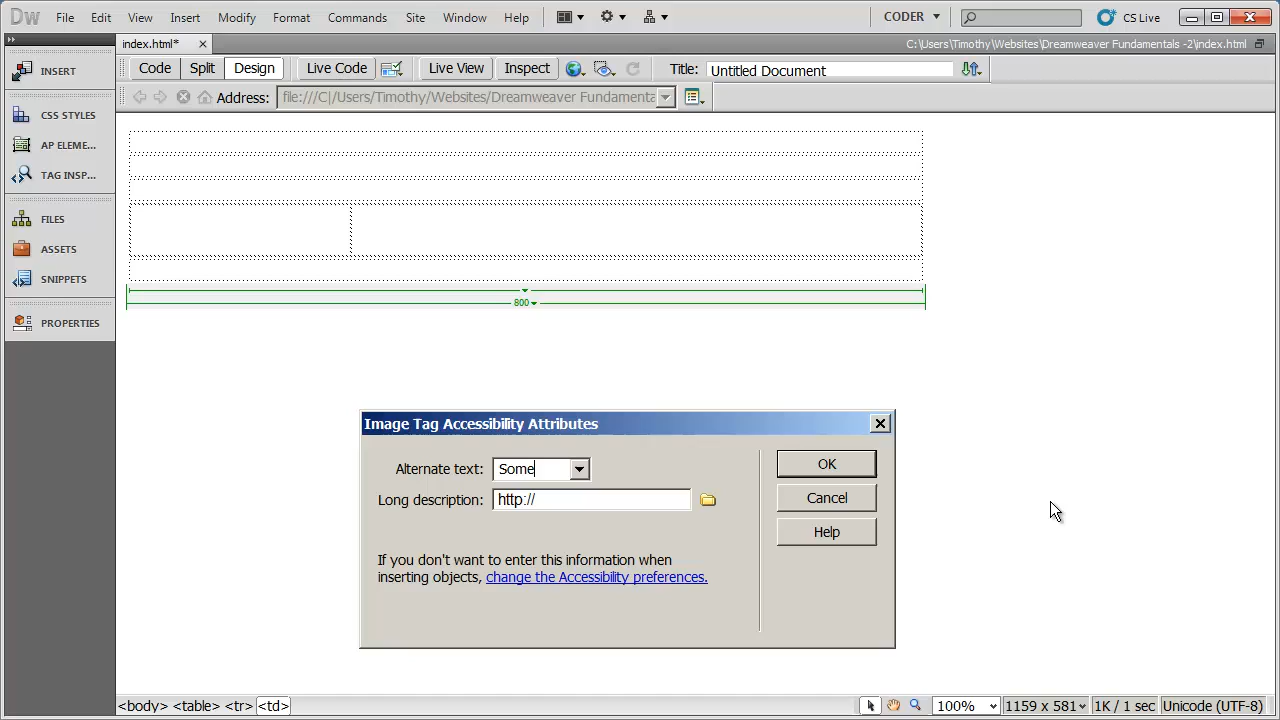 Dw File Edit View Insert Modify Format Commands Site Window Help CODER CS Live
index.html* C:\Users\Timothy\Websites\Dreamweaver Fundamentals -2\index.html
Code Split Design Live Code Live View Inspect Title: Untitled Document
Address: file:///C|/Users/Timothy/Websites/Dreamweaver Fundamenta
INSERT
CSS STYLES
AP ELEME...
TAG INSP...
FILES
ASSETS
SNIPPETS
PROPERTIES
800
Image Tag Accessibility Attributes
Alternate text: Some
Long description: http://
OK
Cancel
Help
If you don't want to enter this information when
inserting objects, change the Accessibility preferences.
<body> <table> <tr> <td> 100% 1159 x 581 1K / 1 sec Unicode (UTF-8)